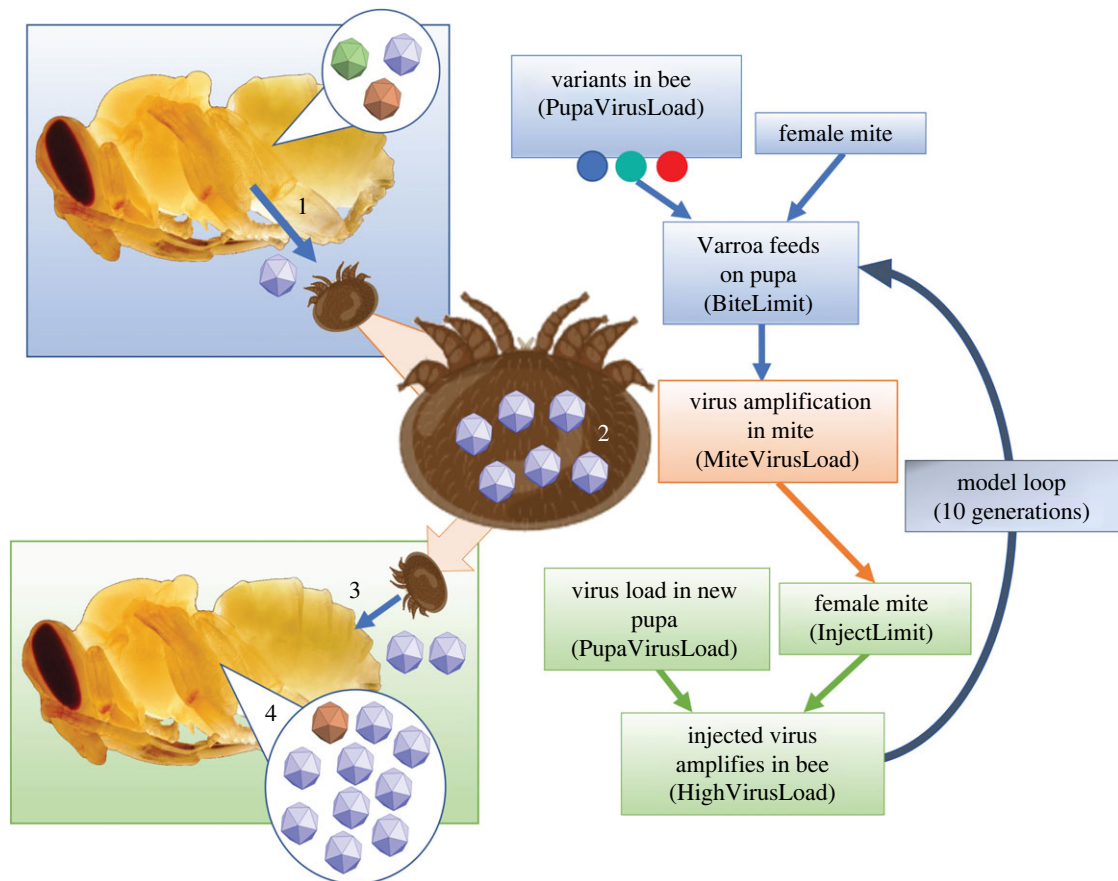 1
2
3
4
variants in bee
(PupaVirusLoad)
female mite
Varroa feeds
on pupa
(BiteLimit)
virus amplification
in mite
(MiteVirusLoad)
model loop
(10 generations)
virus load in new
pupa
(PupaVirusLoad)
female mite
(InjectLimit)
injected virus
amplifies in bee
(HighVirusLoad)